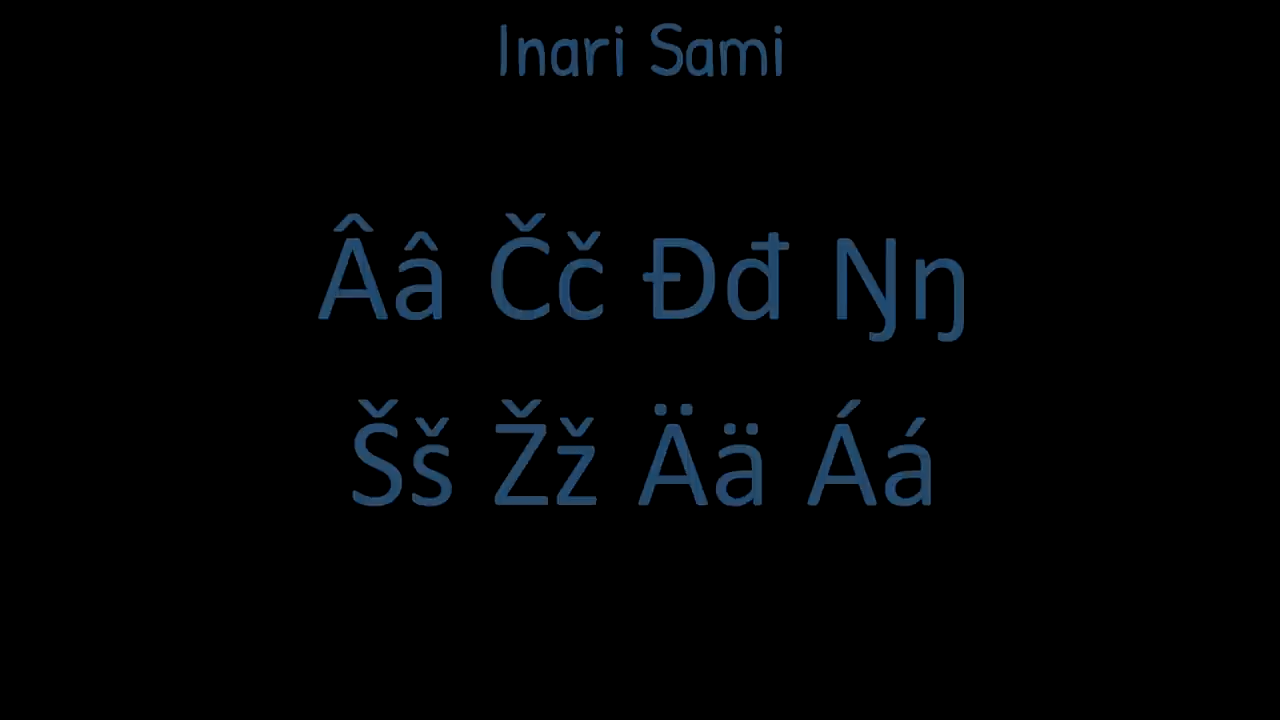 Inari Sami
Ââ Čč Đđ Ŋŋ
Šš Žž Ää Áá